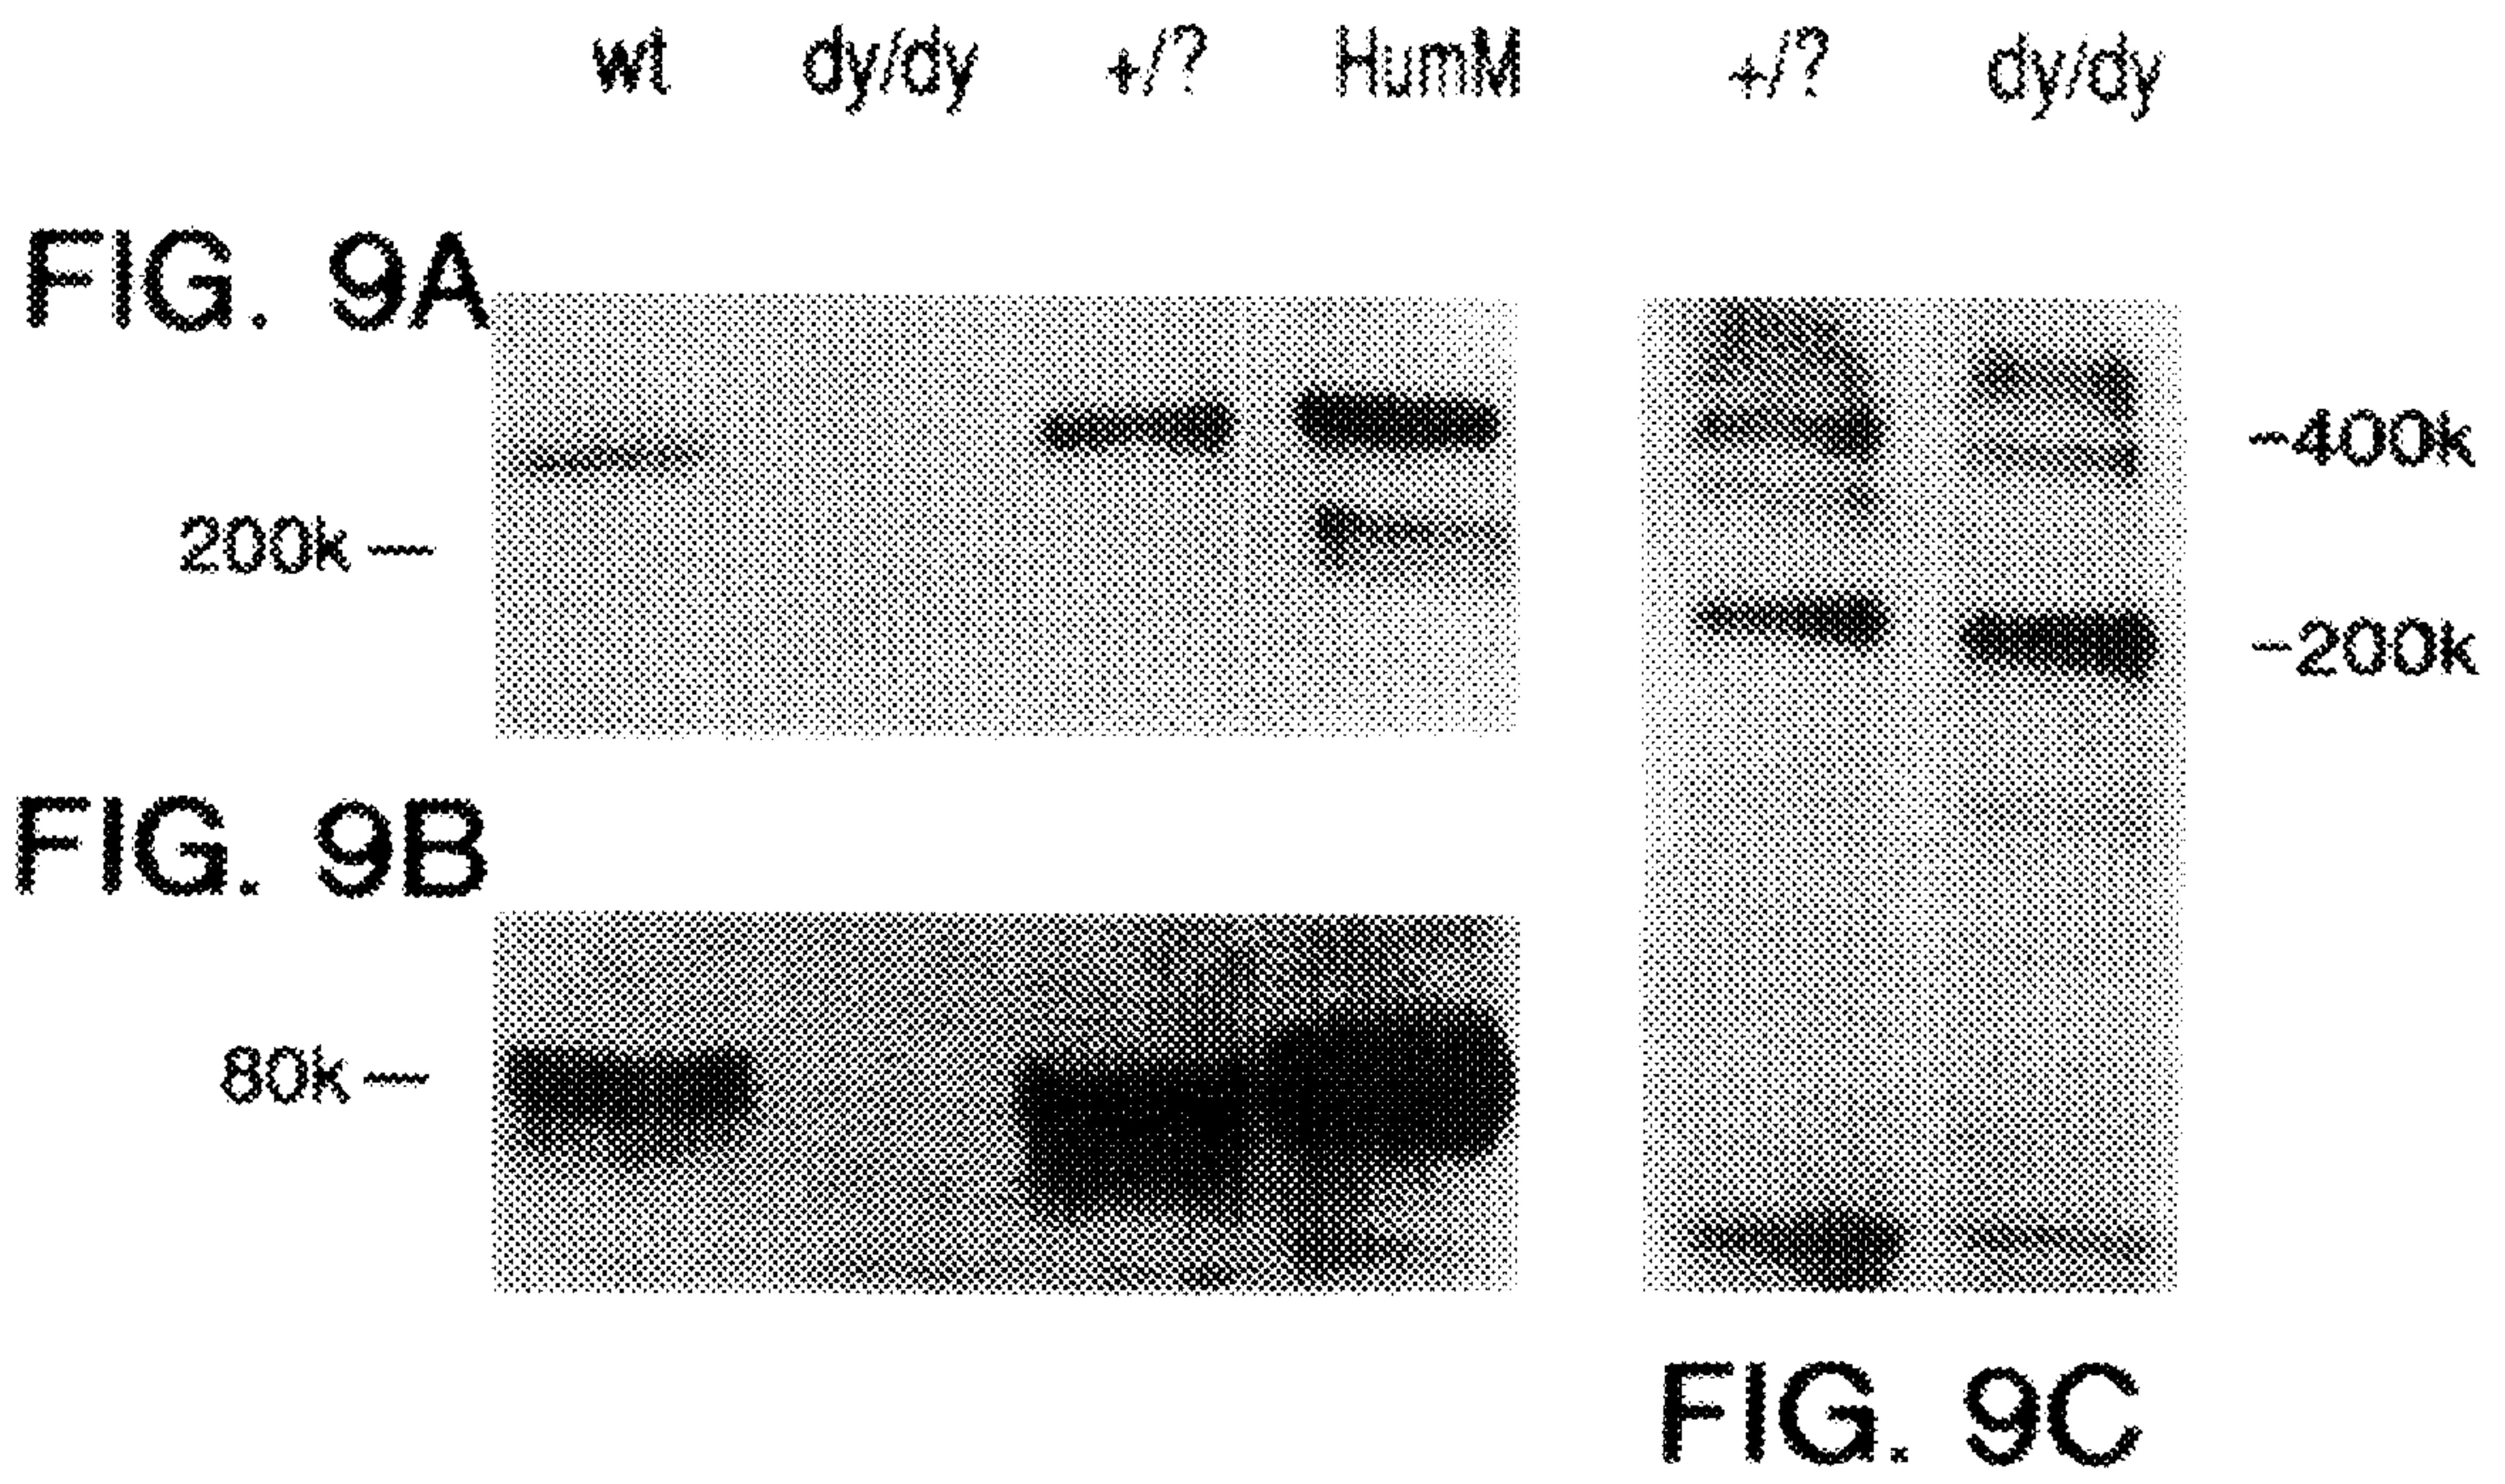 wt dy/dy +/? HumM +/? dy/dy
FIG. 9A
-400k
200k —
-200k
FIG. 9B
80k —
FIG. 9C